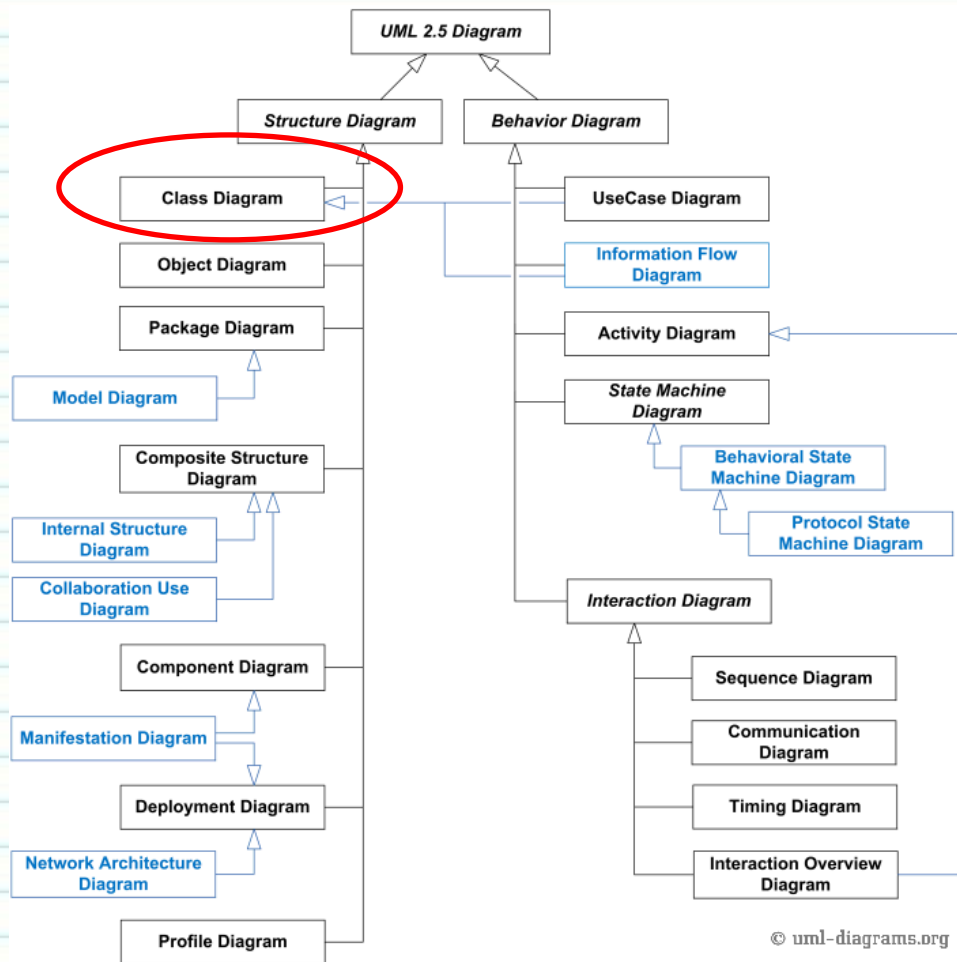 UML 2.5 Diagram
Structure Diagram
Behavior Diagram
Class Diagram
UseCase Diagram
Object Diagram
Information Flow
Diagram
Package Diagram
Activity Diagram
Model Diagram
State Machine
Diagram
Composite Structure
Diagram
Behavioral State
Machine Diagram
Internal Structure
Diagram
Protocol State
Machine Diagram
Collaboration Use
Diagram
Interaction Diagram
Component Diagram
Sequence Diagram
Manifestation Diagram
Communication
Diagram
Deployment Diagram
Timing Diagram
Network Architecture
Diagram
Interaction Overview
Diagram
Profile Diagram
© uml-diagrams.org